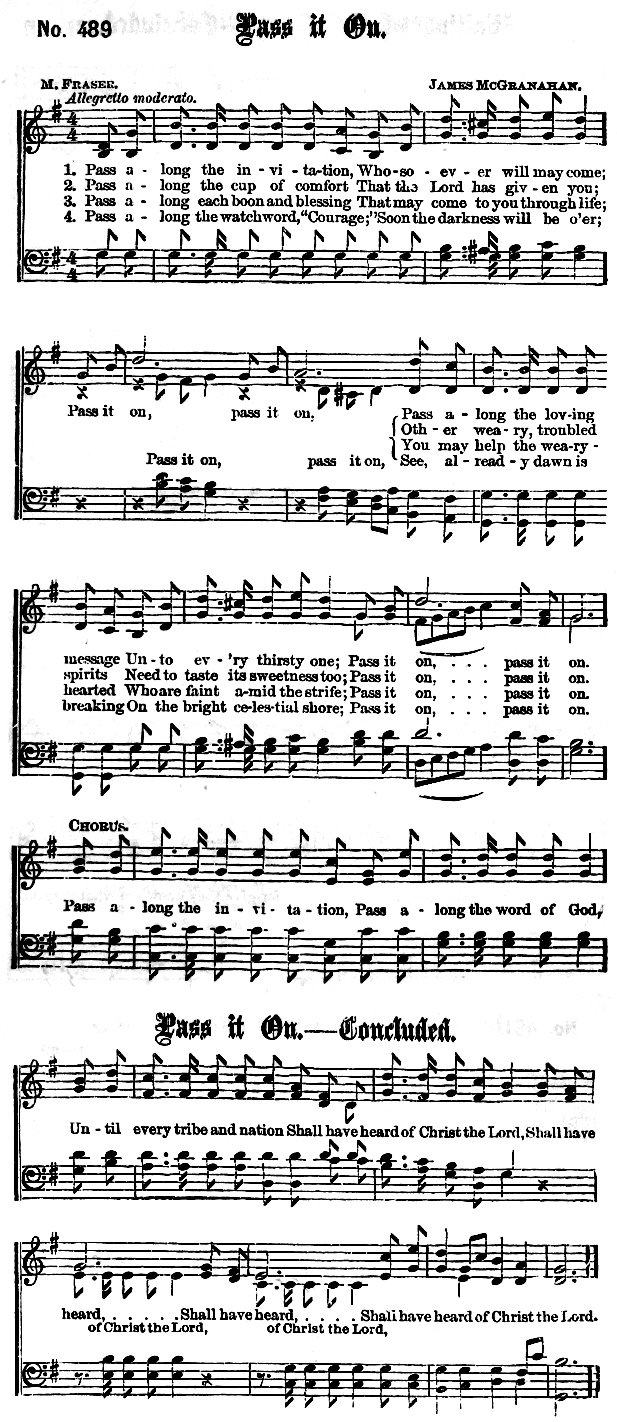 No. 489 Pass it On.
M. FRASER. JAMES MCGRANAHAN.
Allegretto moderato.
1. Pass a - long the in - vi - ta-tion, Who-so - ev - er will may come;
2. Pass a - long the cup of comfort That the Lord has giv - en you;
3. Pass a - long each boon and blessing That may come to you through life;
4. Pass a - long the watchword, "Courage;" Soon the darkness will be o'er;
Pass it on, pass it on, Pass a - long the lov-ing
Oth - er wea - ry, troubled
You may help the wea-ry -
Pass it on, pass it on, See, al - read - y dawn is
message Un - to ev - 'ry thirsty one; Pass it on, . . . pass it on.
spirits Need to taste its sweetness too; Pass it on, . . . pass it on.
hearted Who are faint a-mid the strife; Pass it on, . . . pass it on.
breaking On the bright ce-les-tial shore; Pass it on, . . . pass it on.
CHORUS.
Pass a - long the in - vi - ta - tion, Pass a - long the word of God,
Pass it On.—Concluded.
Un - til every tribe and nation Shall have heard of Christ the Lord, Shall have
heard, . . . . . Shall have heard, . . . . Shall have heard of Christ the Lord.
of Christ the Lord, of Christ the Lord,